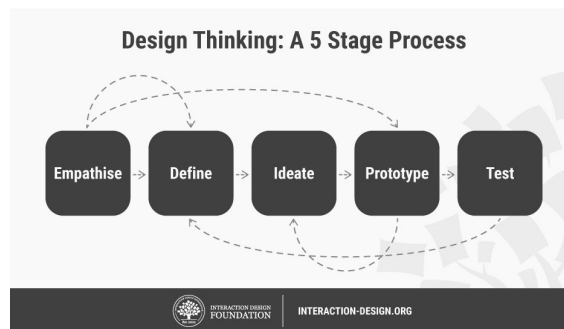 Design Thinking: A 5 Stage Process
Empathise
Define
Ideate
Prototype
Test
INTERACTION DESIGN
FOUNDATION
INTERACTION-DESIGN.ORG